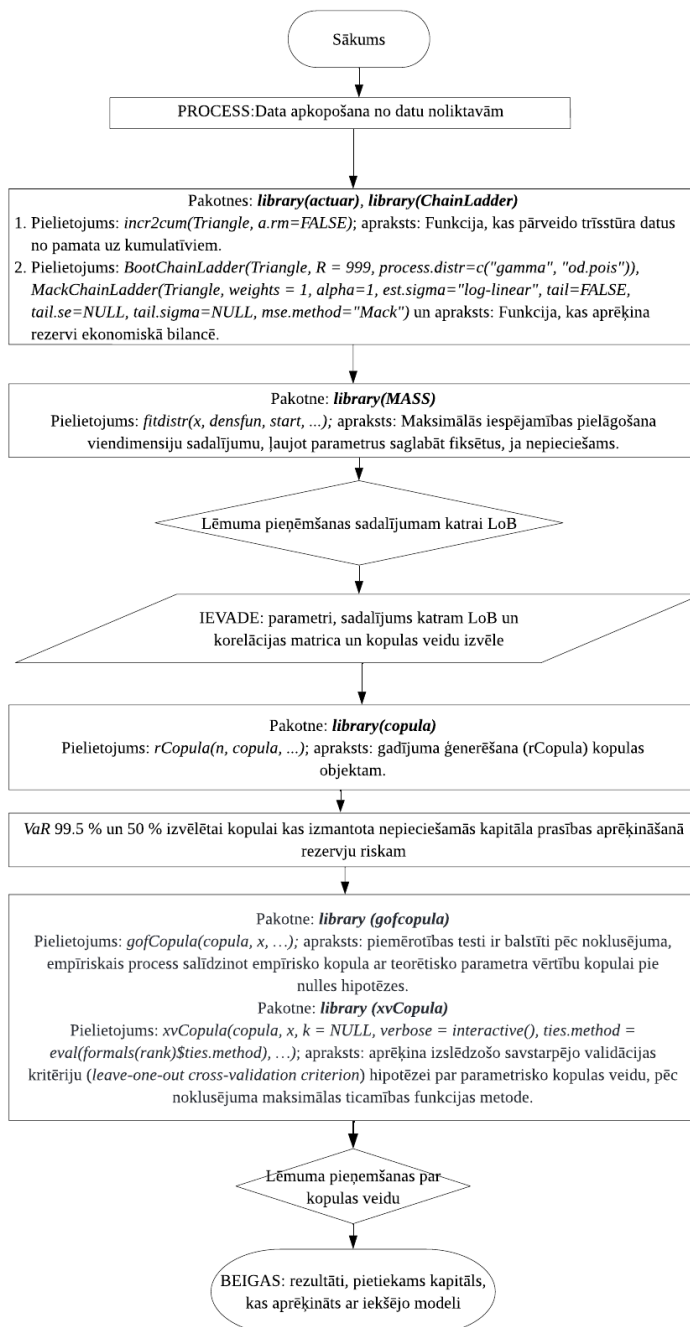 Sākums
PROCESS:Data apkopošana no datu noliktavām
Pakotnes: library(actuar), library(ChainLadder)
1. Pielietojums: incr2cum(Triangle, a.rm=FALSE); apraksts: Funkcija, kas pārveido trīsstūra datus
no pamata uz kumulatīviem.
2. Pielietojums: BootChainLadder(Triangle, R = 999, process.distr=c("gamma", "od.pois")),
MackChainLadder(Triangle, weights = 1, alpha=1, est.sigma="log-linear", tail=FALSE,
tail.se=NULL, tail.sigma=NULL, mse.method="Mack") un apraksts: Funkcija, kas aprēķina
rezervi ekonomiskā bilancē.
Pakotne: library(MASS)
Pielietojums: fitdistr(x, densfun, start, ...); apraksts: Maksimālās iespējamības pielāgošana
viendimensiju sadalījumu, ļaujot parametrus saglabāt fiksētus, ja nepieciešams.
Lēmuma pieņēmšanas sadalījumam katrai LoB
IEVADE: parametri, sadalījums katram LoB un
korelācijas matrica un kopulas veidu izvēle
Pakotne: library(copula)
Pielietojums: rCopula(n, copula, ...); apraksts: gadījuma ģenerēšana (rCopula) kopulas
objektam.
VaR 99.5 % un 50 % izvēlētai kopulai kas izmantota nepieciešamās kapitāla prasības aprēķināšanā
rezervju riskam
Pakotne: library (gofcopula)
Pielietojums: gofCopula(copula, x, …); apraksts: piemērotības testi ir balstīti pēc noklusējuma,
empīriskais process salīdzinot empīrisko kopula ar teorētisko parametra vērtību kopulai pie
nulles hipotēzes.
Pakotne: library (xvCopula)
Pielietojums: xvCopula(copula, x, k = NULL, verbose = interactive(), ties.method =
eval(formals(rank)$ties.method), …); apraksts: aprēķina izslēdzošo savstarpējo validācijas
kritēriju (leave-one-out cross-validation criterion) hipotēzei par parametrisko kopulas veidu, pēc
noklusējuma maksimālas ticamības funkcijas metode.
Lēmuma pieņemšanas par
kopulas veidu
BEIGAS: rezultāti, pietiekams kapitāls,
kas aprēķināts ar iekšējo modeli